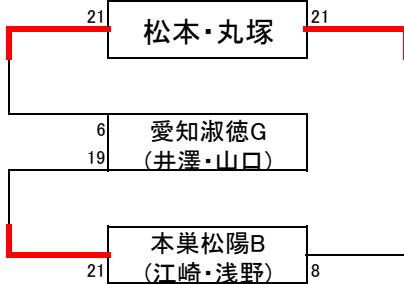 21 松本・丸塚 21
6 愛知淑徳G
19 (井澤・山口)
本巣松陽B
21 (江崎・浅野) 8